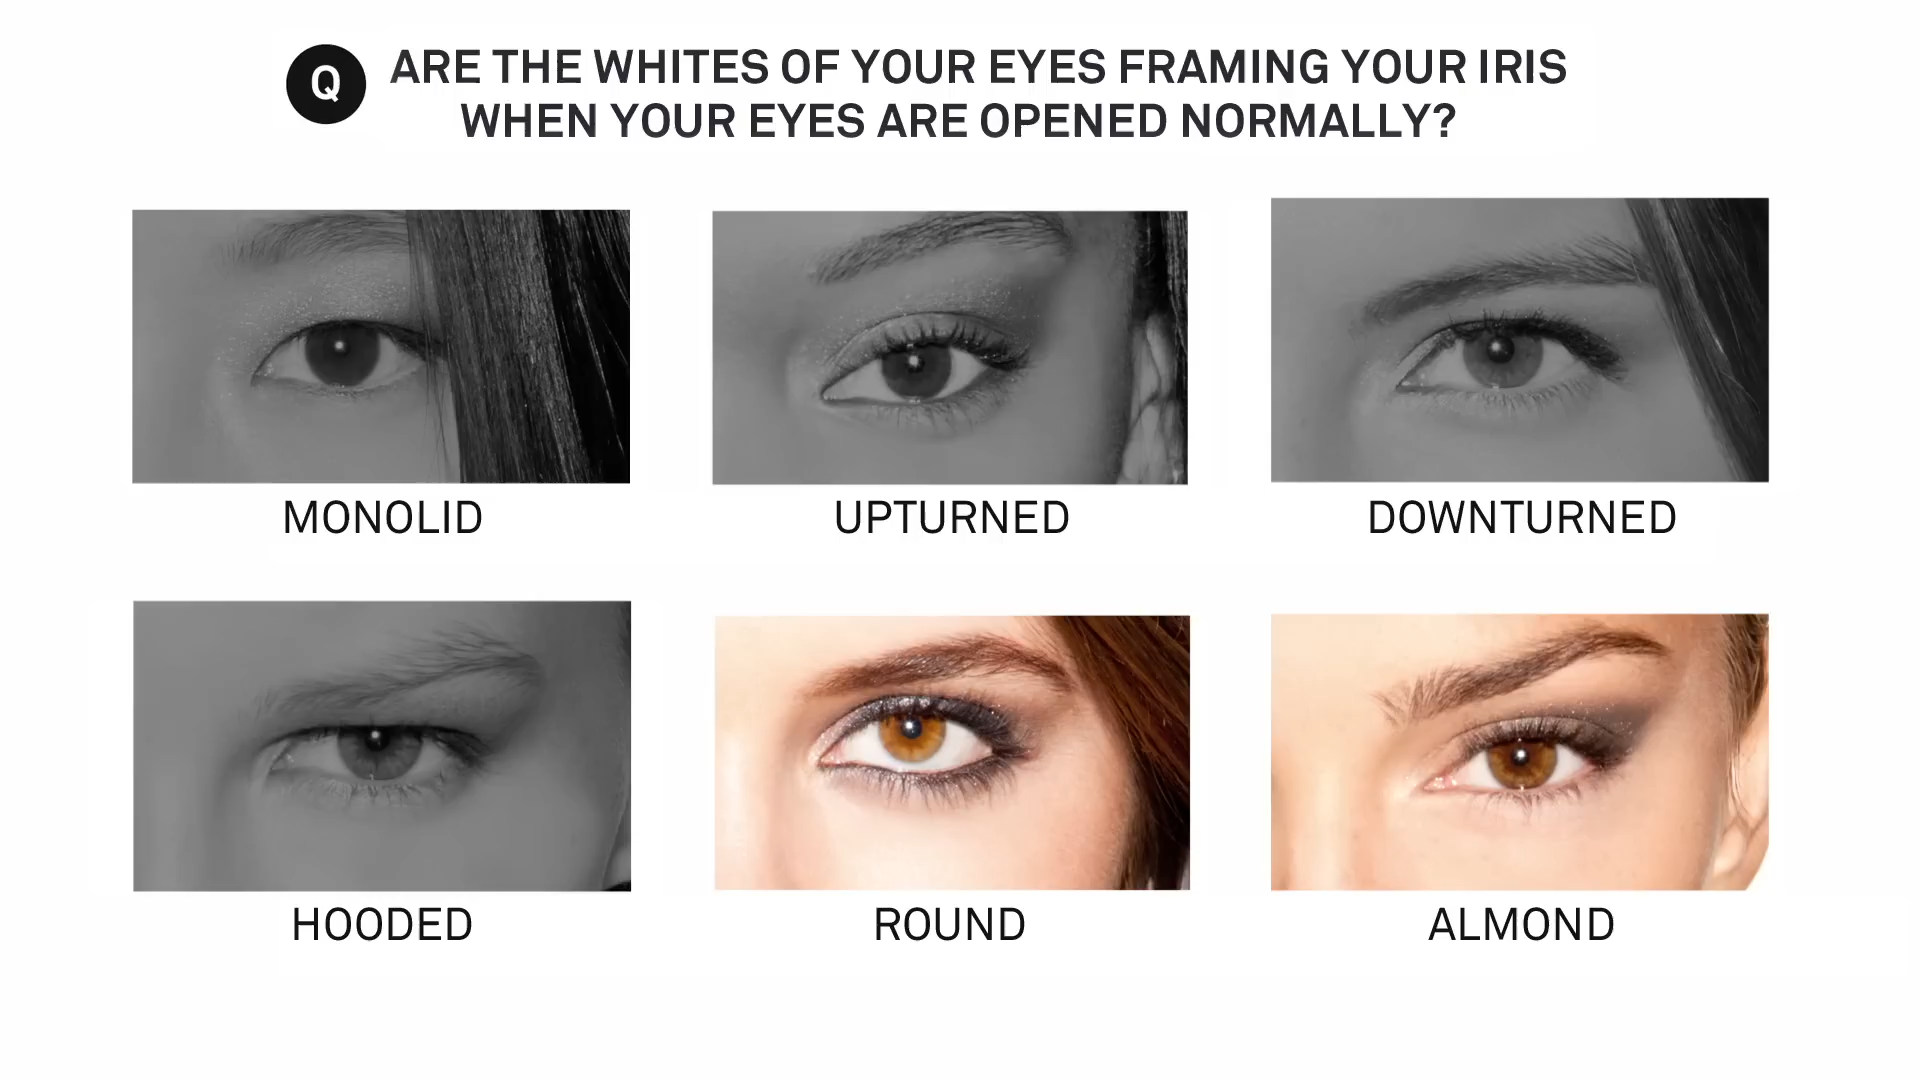 Q ARE THE WHITES OF YOUR EYES FRAMING YOUR IRIS
WHEN YOUR EYES ARE OPENED NORMALLY?
MONOLID
UPTURNED
DOWNTURNED
HOODED
ROUND
ALMOND